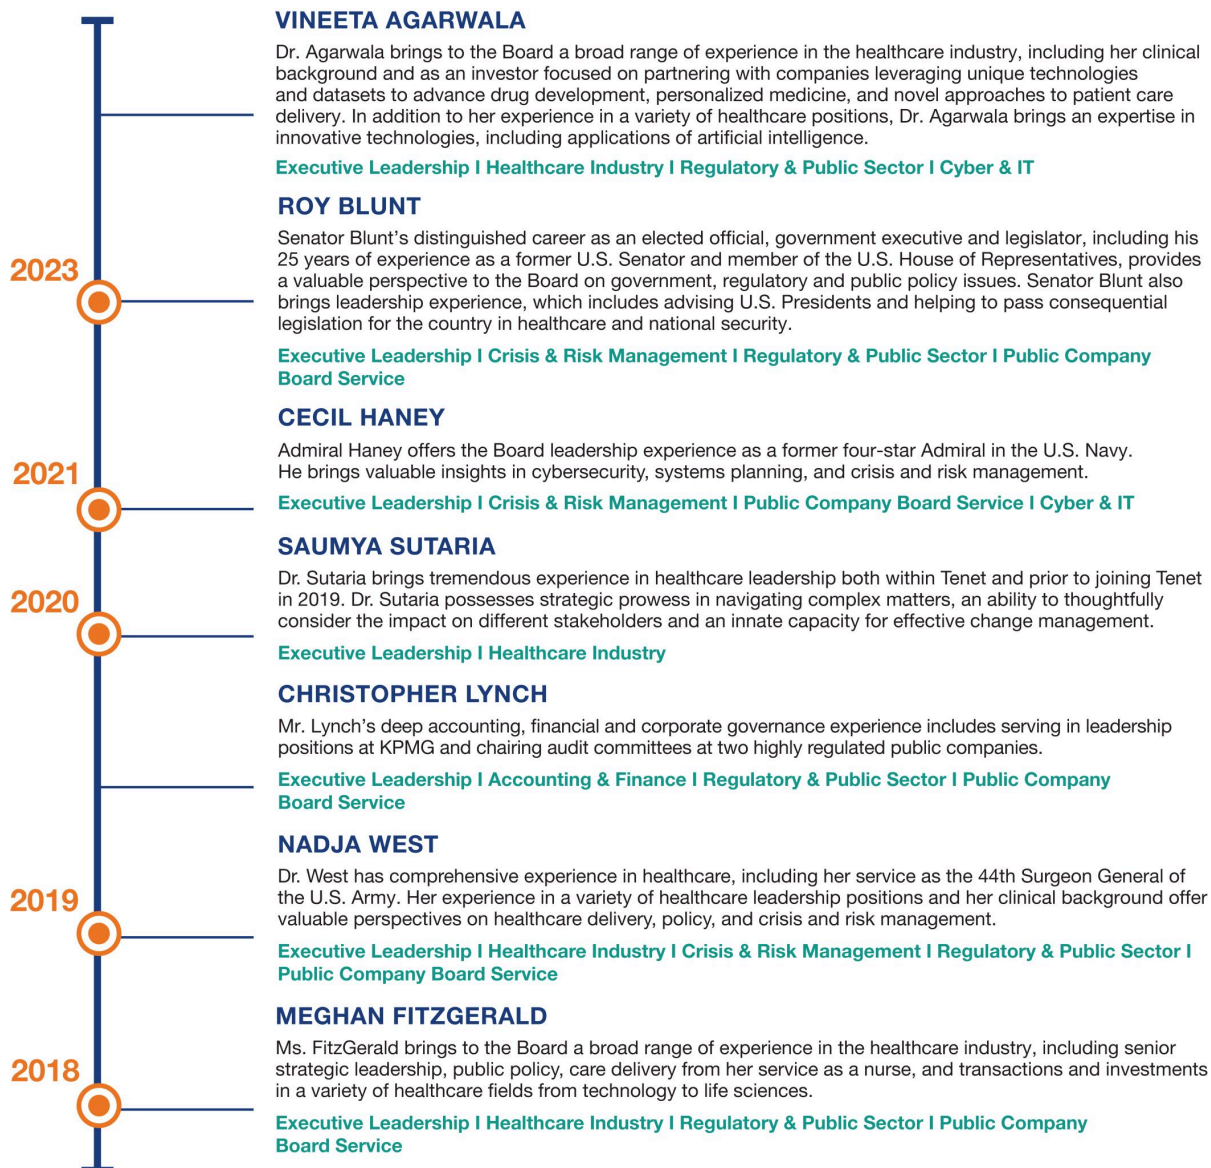 VINEETA AGARWALA
Dr. Agarwala brings to the Board a broad range of experience in the healthcare industry, including her clinical
background and as an investor focused on partnering with companies leveraging unique technologies
and datasets to advance drug development, personalized medicine, and novel approaches to patient care
delivery. In addition to her experience in a variety of healthcare positions, Dr. Agarwala brings an expertise in
innovative technologies, including applications of artificial intelligence.
Executive Leadership I Healthcare Industry I Regulatory & Public Sector I Cyber & IT
2023
ROY BLUNT
Senator Blunt's distinguished career as an elected official, government executive and legislator, including his
25 years of experience as a former U.S. Senator and member of the U.S. House of Representatives, provides
a valuable perspective to the Board on government, regulatory and public policy issues. Senator Blunt also
brings leadership experience, which includes advising U.S. Presidents and helping to pass consequential
legislation for the country in healthcare and national security.
Executive Leadership I Crisis & Risk Management I Regulatory & Public Sector I Public Company
Board Service
2021
CECIL HANEY
Admiral Haney offers the Board leadership experience as a former four-star Admiral in the U.S. Navy.
He brings valuable insights in cybersecurity, systems planning, and crisis and risk management.
Executive Leadership I Crisis & Risk Management I Public Company Board Service I Cyber & IT
2020
SAUMYA SUTARIA
Dr. Sutaria brings tremendous experience in healthcare leadership both within Tenet and prior to joining Tenet
in 2019. Dr. Sutaria possesses strategic prowess in navigating complex matters, an ability to thoughtfully
consider the impact on different stakeholders and an innate capacity for effective change management.
Executive Leadership I Healthcare Industry
CHRISTOPHER LYNCH
Mr. Lynch's deep accounting, financial and corporate governance experience includes serving in leadership
positions at KPMG and chairing audit committees at two highly regulated public companies.
Executive Leadership I Accounting & Finance I Regulatory & Public Sector I Public Company
Board Service
2019
NADJA WEST
Dr. West has comprehensive experience in healthcare, including her service as the 44th Surgeon General of
the U.S. Army. Her experience in a variety of healthcare leadership positions and her clinical background offer
valuable perspectives on healthcare delivery, policy, and crisis and risk management.
Executive Leadership I Healthcare Industry I Crisis & Risk Management I Regulatory & Public Sector I
Public Company Board Service
2018
MEGHAN FITZGERALD
Ms. FitzGerald brings to the Board a broad range of experience in the healthcare industry, including senior
strategic leadership, public policy, care delivery from her service as a nurse, and transactions and investments
in a variety of healthcare fields from technology to life sciences.
Executive Leadership I Healthcare Industry I Regulatory & Public Sector I Public Company
Board Service